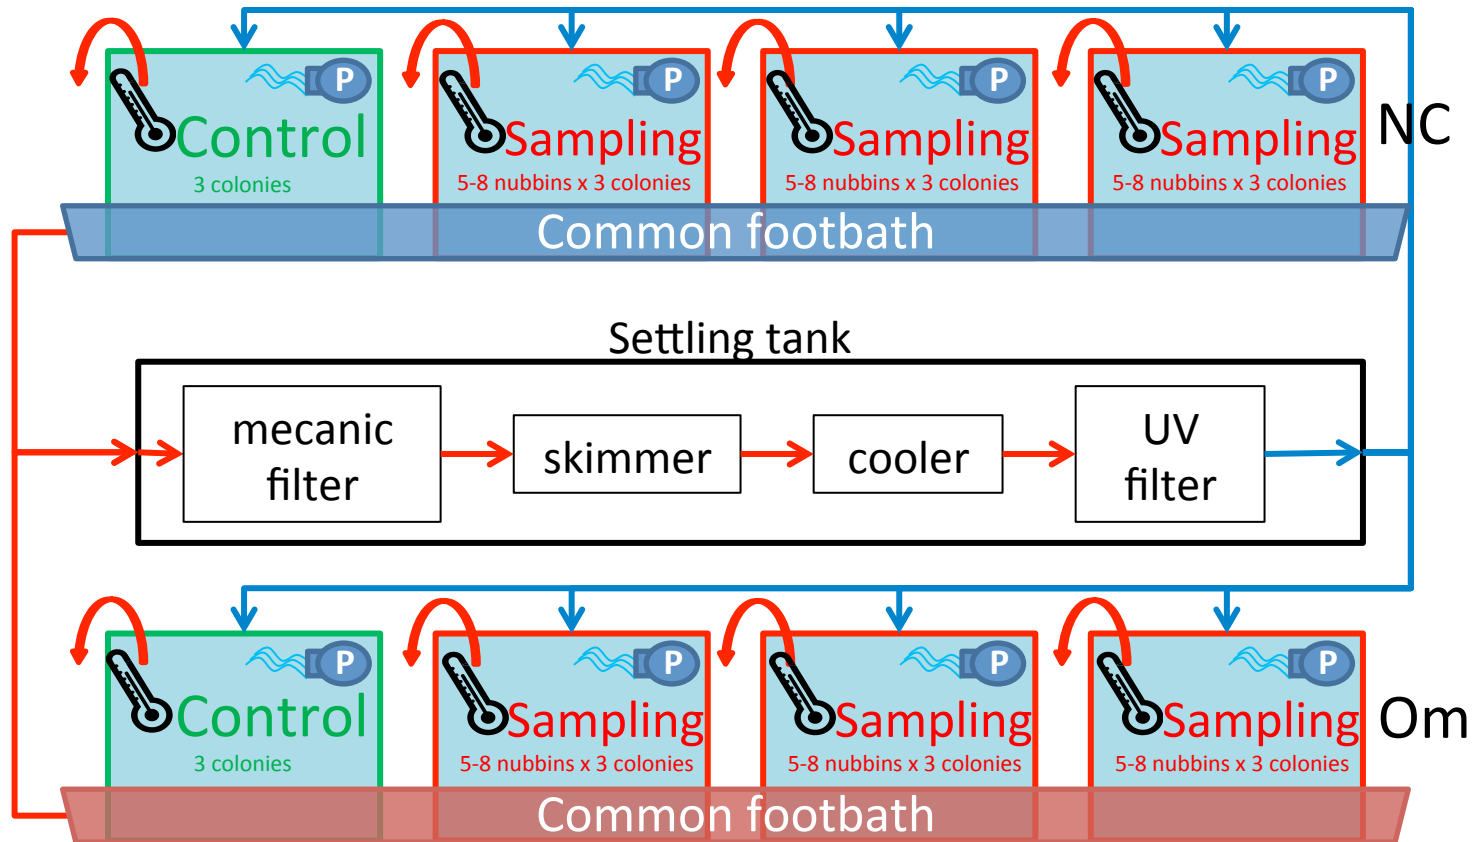 P P P P
Control Sampling Sampling Sampling NC
3 colonies 5-8 nubbins x 3 colonies 5-8 nubbins x 3 colonies 5-8 nubbins x 3 colonies
Common footbath
Settling tank
mecanic
filter
skimmer
cooler
UV
filter
P P P P
Control Sampling Sampling Sampling Om
3 colonies 5-8 nubbins x 3 colonies 5-8 nubbins x 3 colonies 5-8 nubbins x 3 colonies
Common footbath